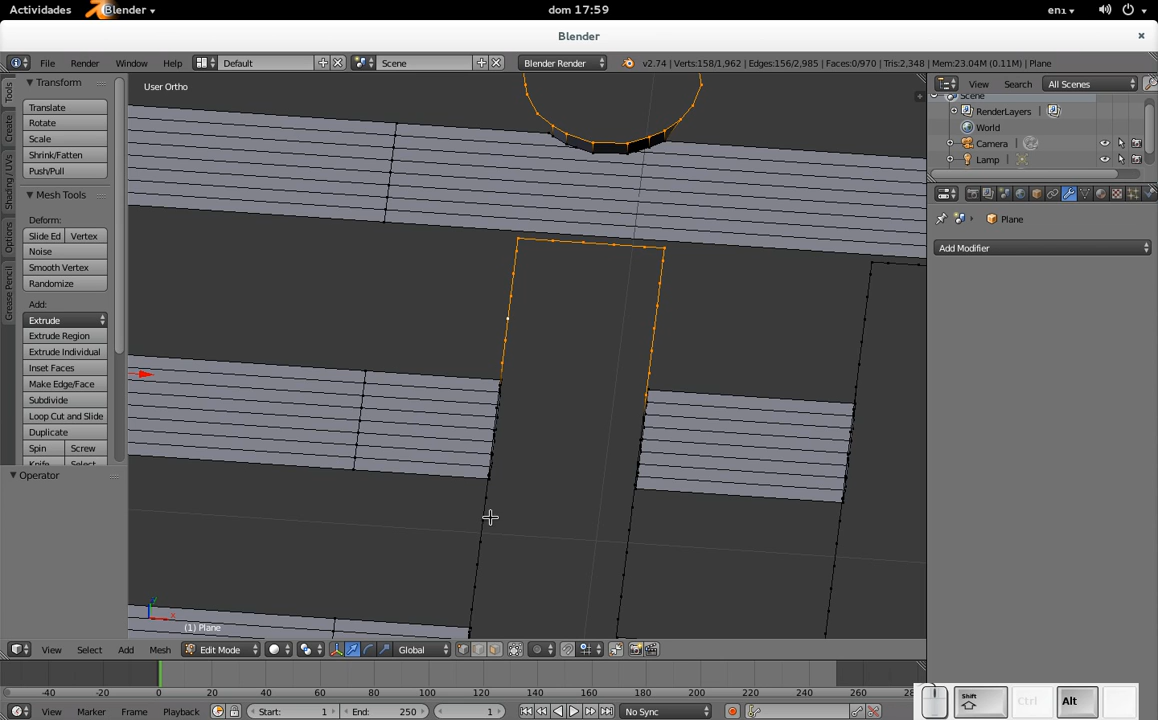 Actividades Blender dom 17:59 en1
Blender
File Render Window Help Default Scene Blender Render v2.74 | Verts:158/1,962 | Edges:156/2,985 | Faces:0/970 | Tris:2,348 | Mem:23.04M (0.11M) | Plane
Tools
Create
Shading / UVs
Options
Grease Pencil
Transform
Translate
Rotate
Scale
Shrink/Fatten
Push/Pull
Mesh Tools
Deform:
Slide Ed Vertex
Noise
Smooth Vertex
Randomize
Add:
Extrude
Extrude Region
Extrude Individual
Inset Faces
Make Edge/Face
Subdivide
Loop Cut and Slide
Duplicate
Spin Screw
Knife Select
Operator
User Ortho
(1) Plane
View Search All Scenes
Scene
RenderLayers
World
Camera
Lamp
Plane
Add Modifier
View Select Add Mesh Edit Mode Global
-40 -20 0 20 40 60 80 100 120 140 160 180 200 220 240 260
View Marker Frame Playback Start: 1 End: 250 1 No Sync
Shift Ctrl Alt